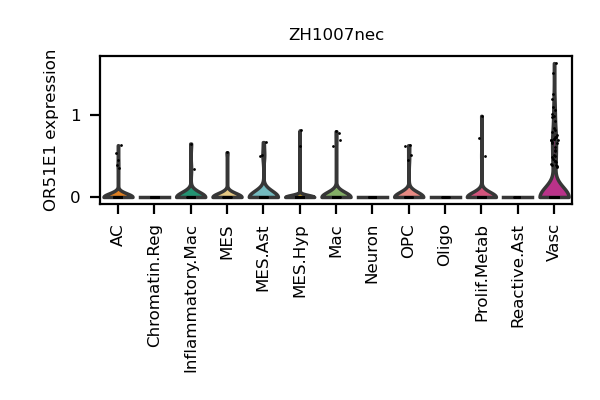 ZH1007nec
OR51E1 expression
1
0
AC
Chromatin.Reg
Inflammatory.Mac
MES
MES.Ast
MES.Hyp
Mac
Neuron
OPC
Oligo
Prolif.Metab
Reactive.Ast
Vasc